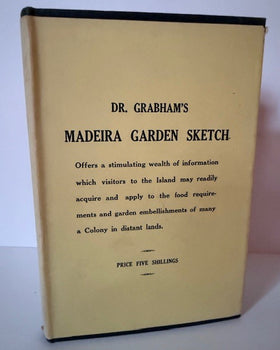 DR. GRABHAM'S
MADEIRA GARDEN SKETCH
Offers a stimulating wealth of information
which visitors to the Island may readily
acquire and apply to the food require-
ments and garden embellishments of many
a Colony in distant lands.
PRICE FIVE SHILLINGS